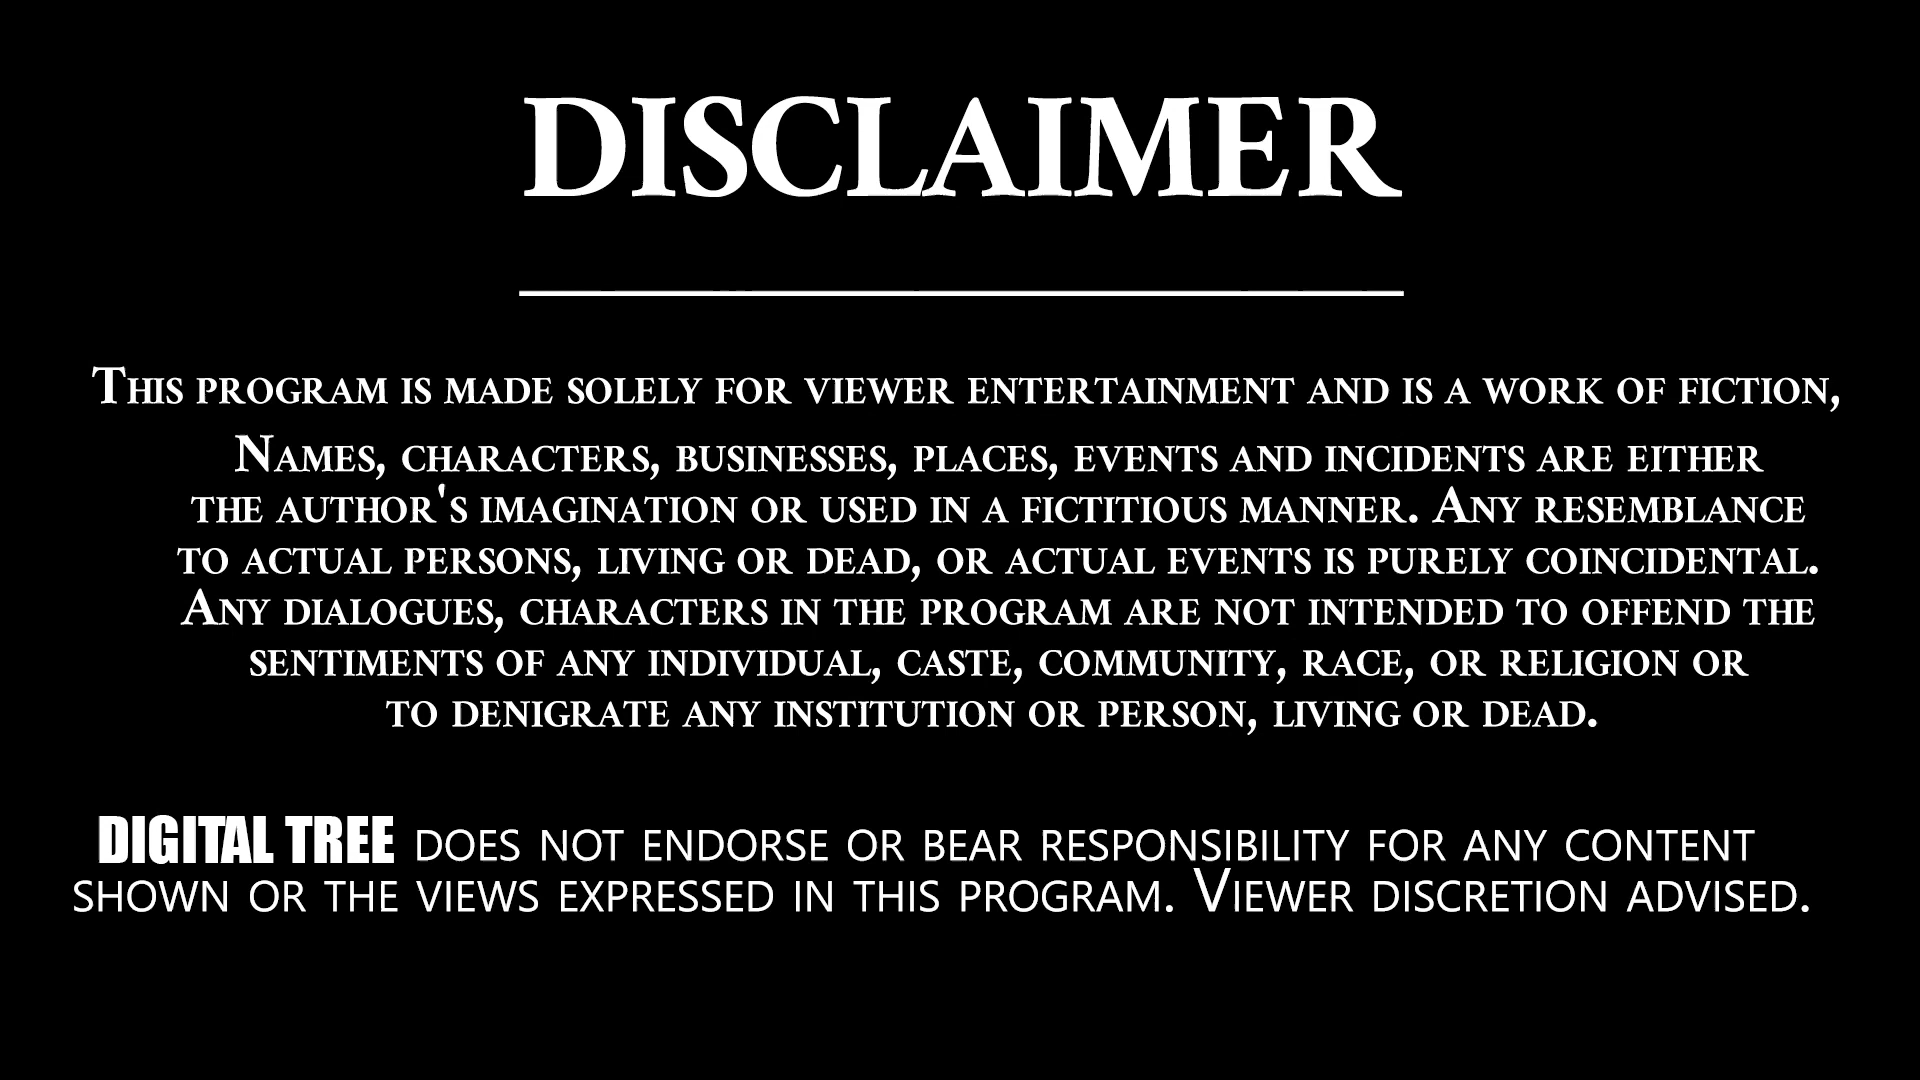 DISCLAIMER
This program is made solely for viewer entertainment and is a work of fiction,
Names, characters, businesses, places, events and incidents are either
the author's imagination or used in a fictitious manner. Any resemblance
to actual persons, living or dead, or actual events is purely coincidental.
Any dialogues, characters in the program are not intended to offend the
sentiments of any individual, caste, community, race, or religion or
to denigrate any institution or person, living or dead.
DIGITAL TREE does not endorse or bear responsibility for any content
shown or the views expressed in this program. Viewer discretion advised.